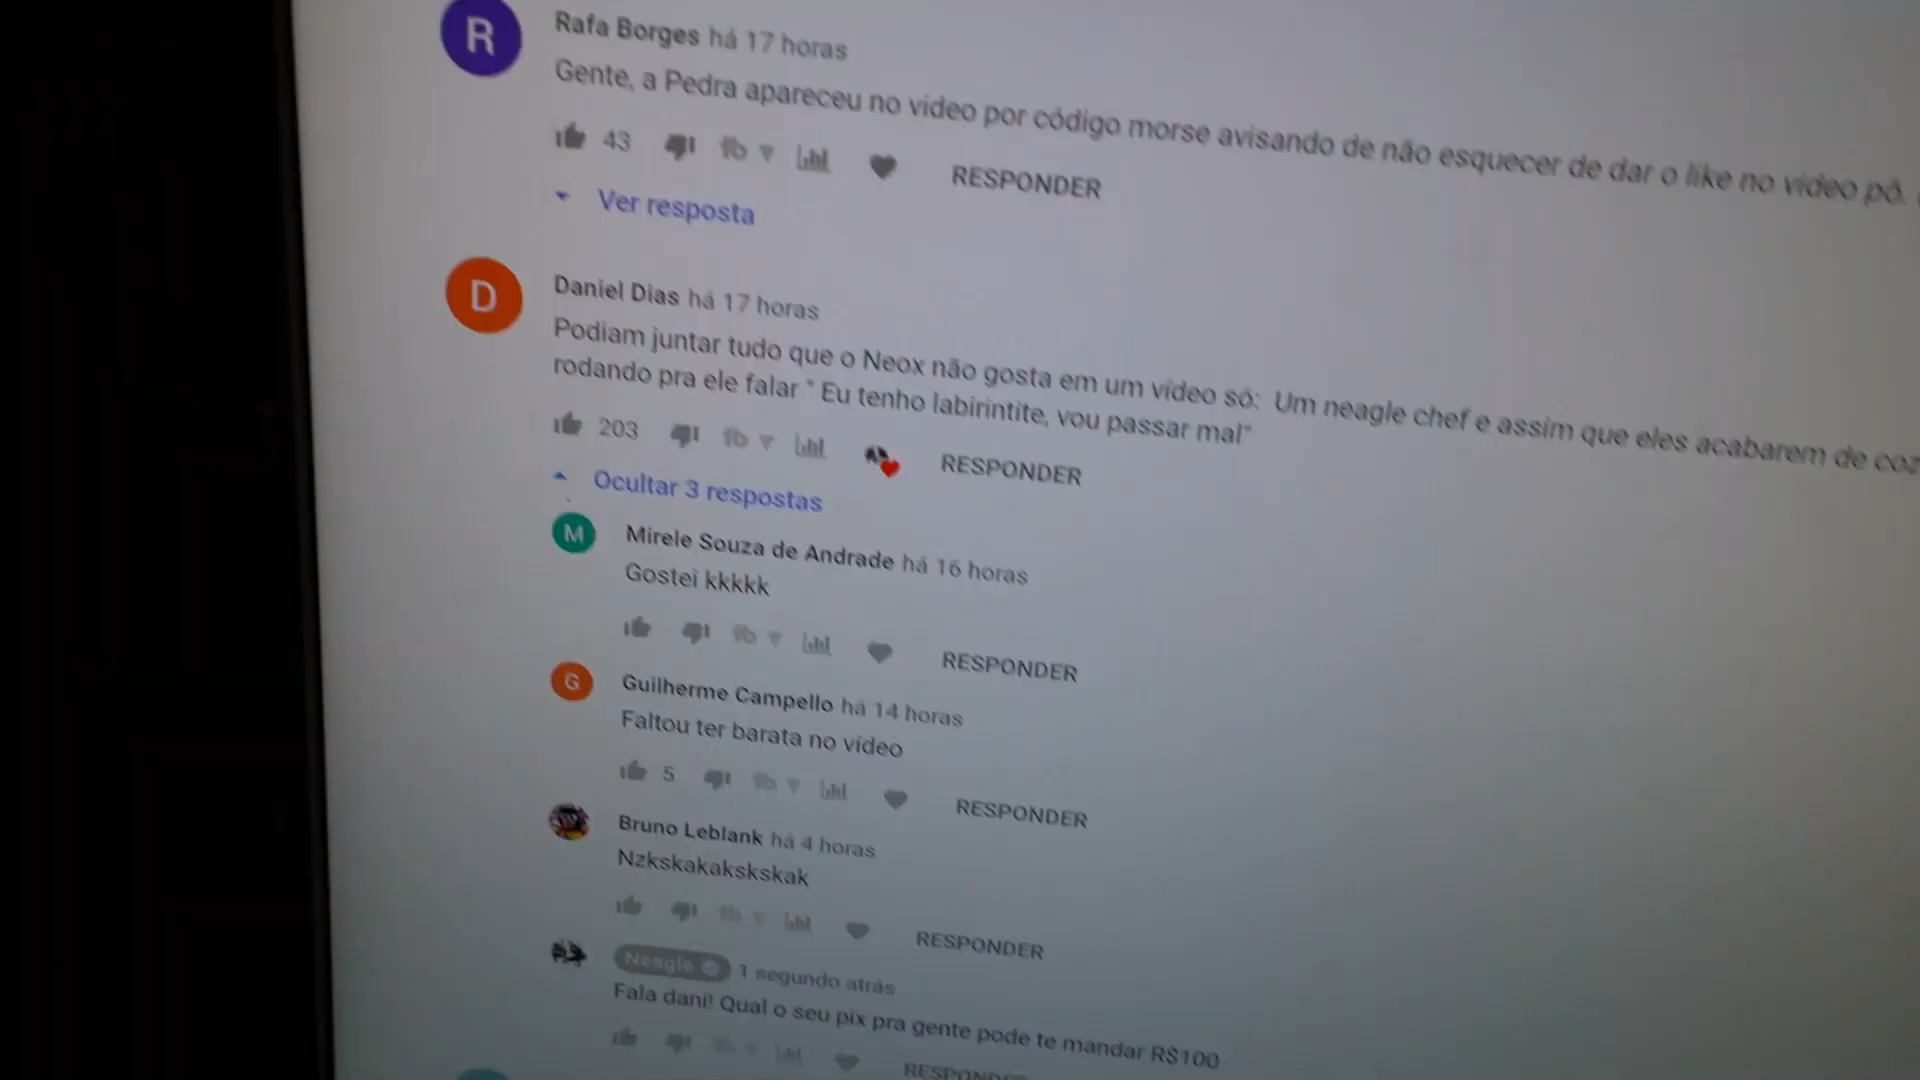 R
Rafa Borges há 17 horas
Gente, a Pedra apareceu no video por código morse avisando de não esquecer de dar o like no video pô.
43
RESPONDER
Ver resposta
D
Daniel Dias há 17 horas
Podiam juntar tudo que o Neox não gosta em um vídeo só: Um neagle chef e assim que eles acabarem de coz
rodando pra ele falar " Eu tenho labirintite, vou passar mal"
203
RESPONDER
Ocultar 3 respostas
M
Mirele Souza de Andrade há 16 horas
Gostei kkkkk
RESPONDER
G
Guilherme Campello há 14 horas
Faltou ter barata no vídeo
5
RESPONDER
Bruno Leblank há 4 horas
Nzkskakakskskak
RESPONDER
Neagle 1 segundo atrás
Fala dani! Qual o seu pix pra gente pode te mandar R$100
RESPONDER